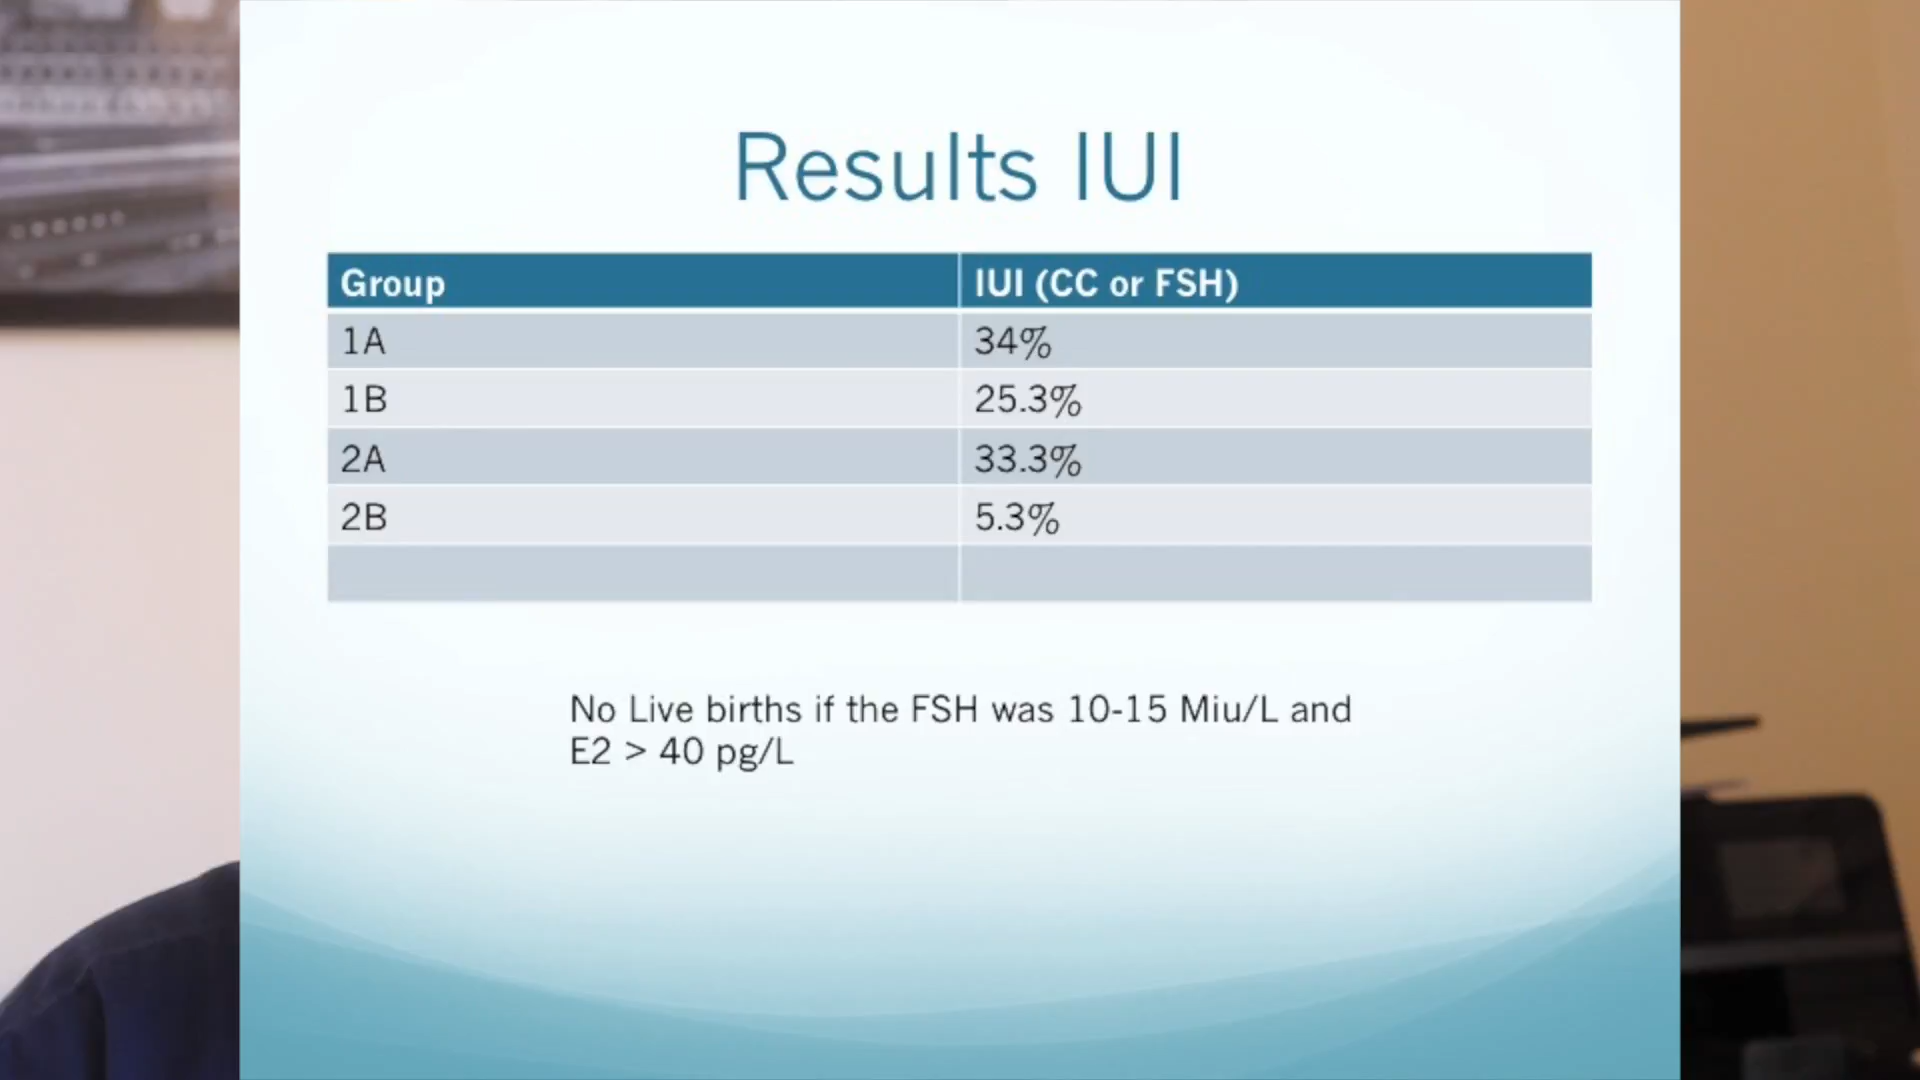 Results IUI
Group IUI (CC or FSH)
1A 34%
1B 25.3%
2A 33.3%
2B 5.3%
No Live births if the FSH was 10-15 Miu/L and
E2 > 40 pg/L